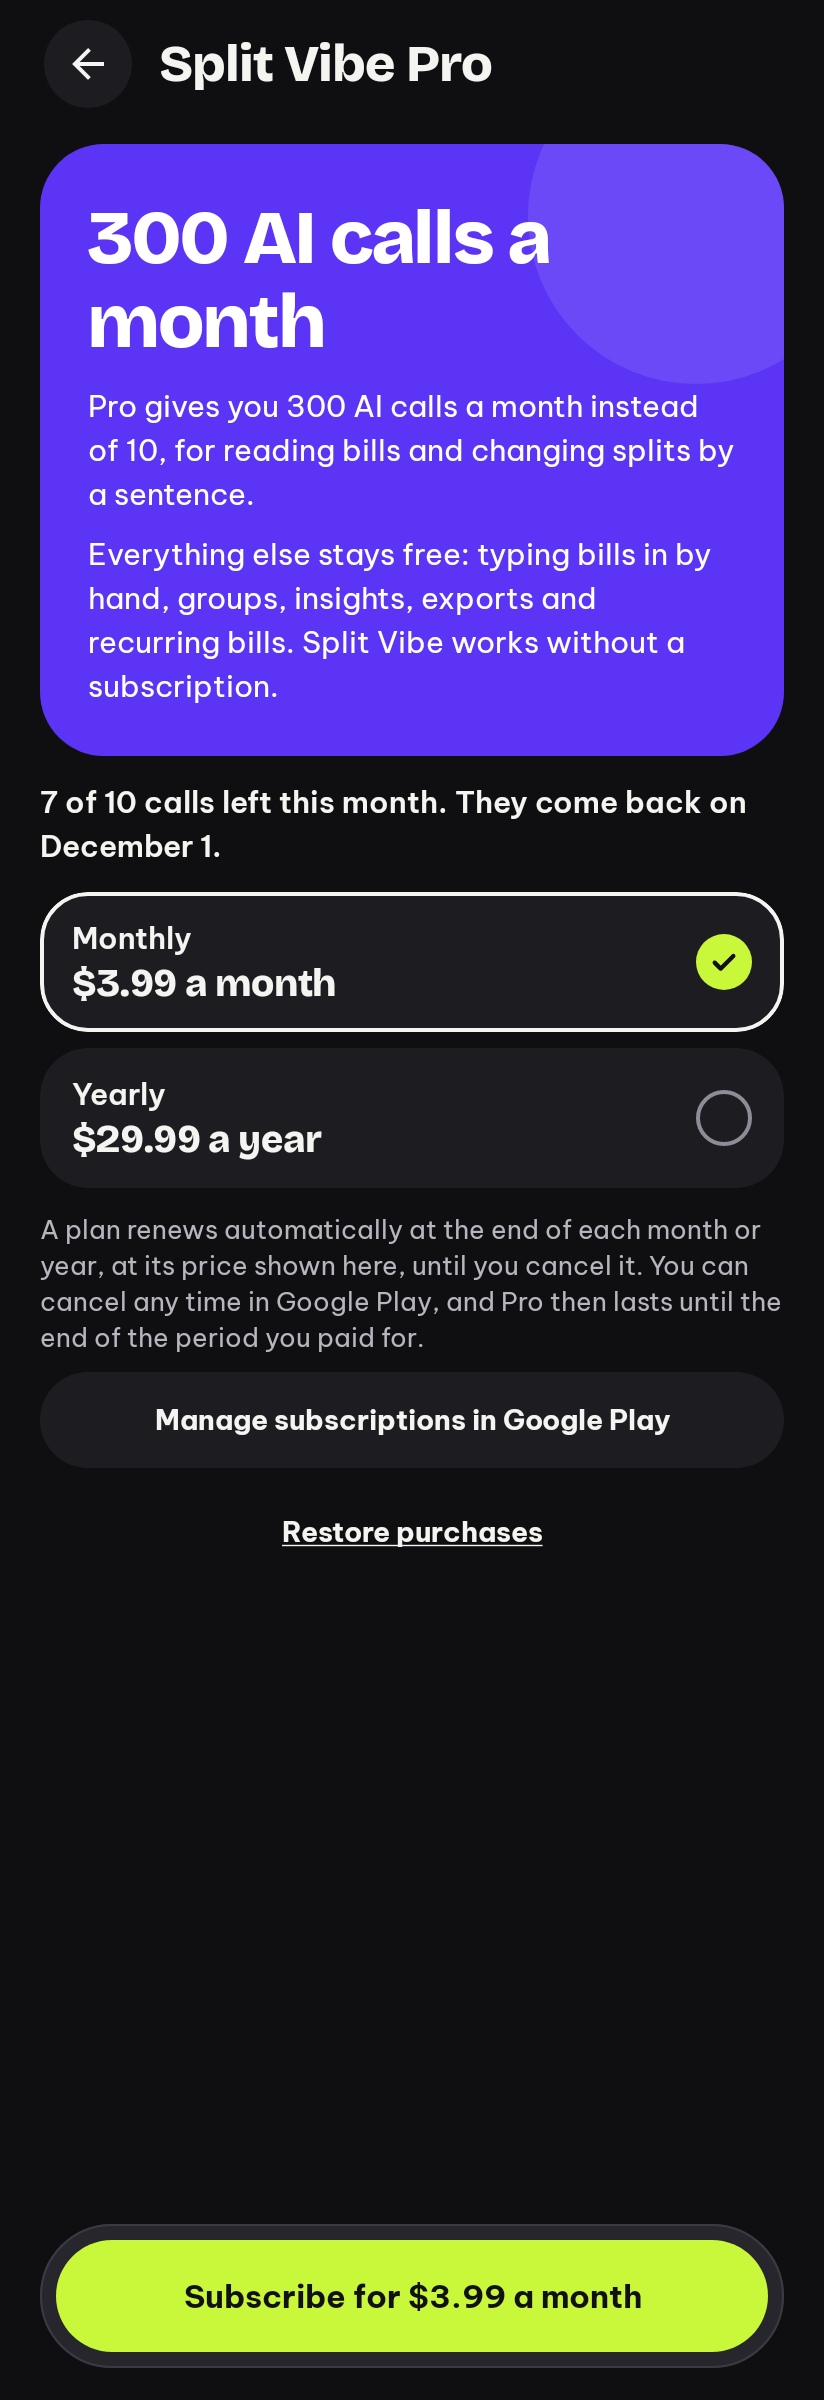 Split Vibe Pro
300 AI calls a
month
Pro gives you 300 AI calls a month instead
of 10, for reading bills and changing splits by
a sentence.
Everything else stays free: typing bills in by
hand, groups, insights, exports and
recurring bills. Split Vibe works without a
subscription.
7 of 10 calls left this month. They come back on
December 1.
Monthly
$3.99 a month
Yearly
$29.99 a year
A plan renews automatically at the end of each month or
year, at its price shown here, until you cancel it. You can
cancel any time in Google Play, and Pro then lasts until the
end of the period you paid for.
Manage subscriptions in Google Play
Restore purchases
Subscribe for $3.99 a month